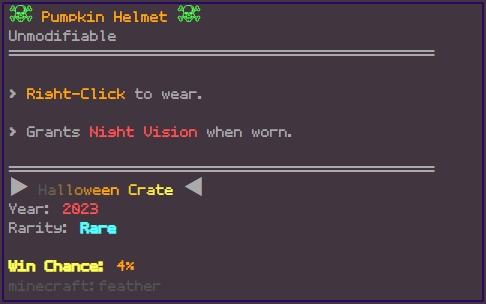 ☠ Pumpkin Helmet ☠
Unmodifiable
> Right-Click to wear.
> Grants Night Vision when worn.
▶ Halloween Crate ◀
Year: 2023
Rarity: Rare
Win Chance: 4%
minecraft:feather